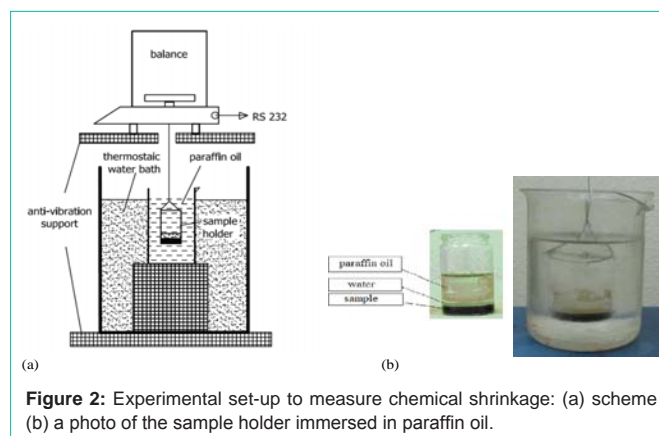 balance
RS 232
thermostaic
water bath
paraffin oil
anti-vibration
support
sample
holder
paraffin oil
water
sample
(a)
(b)
Figure 2: Experimental set-up to measure chemical shrinkage: (a) scheme
(b) a photo of the sample holder immersed in paraffin oil.